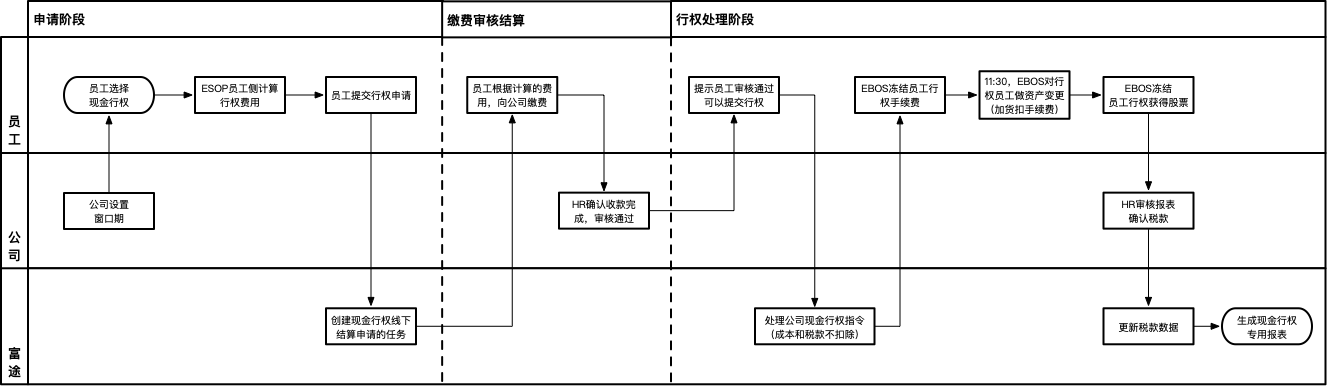 申请阶段
缴费审核结算
行权处理阶段
员
工
员工选择
现金行权
ESOP员工侧计算
行权费用
员工提交行权申请
员工根据计算的费
用，向公司缴费
提示员工审核通过
可以提交行权
EBOS冻结员工行
权手续费
11:30，EBOS对行
权员工做资产变更
（加货扣手续费）
EBOS冻结
员工行权获得股票
公
司
公司设置
窗口期
HR确认收款完
成，审核通过
HR审核报表
确认税款
富
途
创建现金行权线下
结算申请的任务
处理公司现金行权指令
（成本和税款不扣除）
更新税款数据
生成现金行权
专用报表